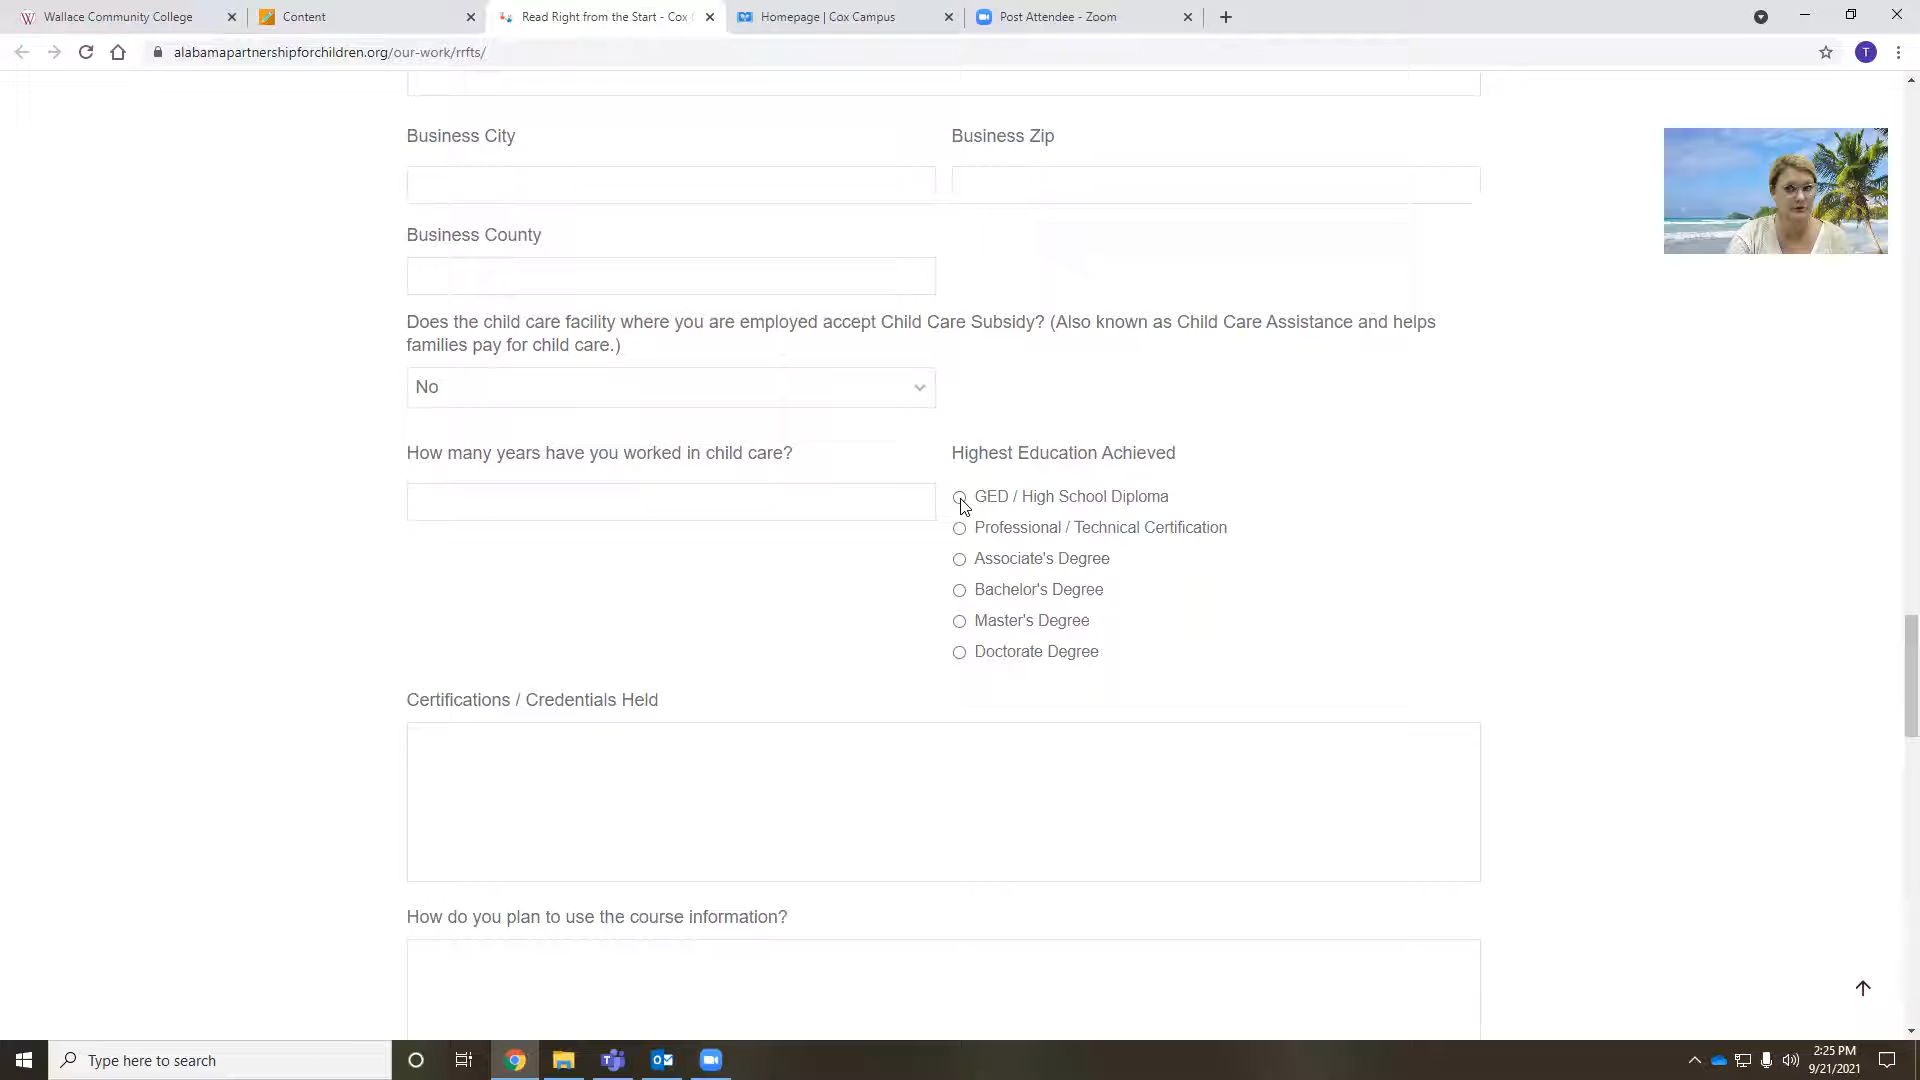 Wallace Community College
Content
Read Right from the Start - Cox
Homepage | Cox Campus
Post Attendee - Zoom
alabamapartnershipforchildren.org/our-work/rrfts/
T
Business City
Business Zip
Business County
Does the child care facility where you are employed accept Child Care Subsidy? (Also known as Child Care Assistance and helps
families pay for child care.)
No
How many years have you worked in child care?
Highest Education Achieved
GED / High School Diploma
Professional / Technical Certification
Associate's Degree
Bachelor's Degree
Master's Degree
Doctorate Degree
Certifications / Credentials Held
How do you plan to use the course information?
Type here to search
2:25 PM
9/21/2021